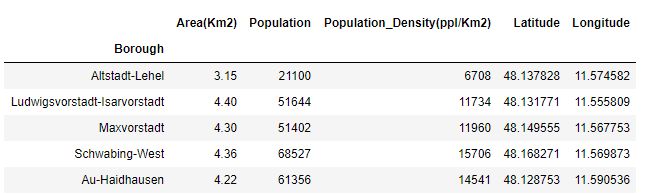 Area(Km2) Population Population_Density(ppl/Km2) Latitude Longitude
Borough
Altstadt-Lehel 3.15 21100 6708 48.137828 11.574582
Ludwigsvorstadt-Isarvorstadt 4.40 51644 11734 48.131771 11.555809
Maxvorstadt 4.30 51402 11960 48.149555 11.567753
Schwabing-West 4.36 68527 15706 48.168271 11.569873
Au-Haidhausen 4.22 61356 14541 48.128753 11.590536